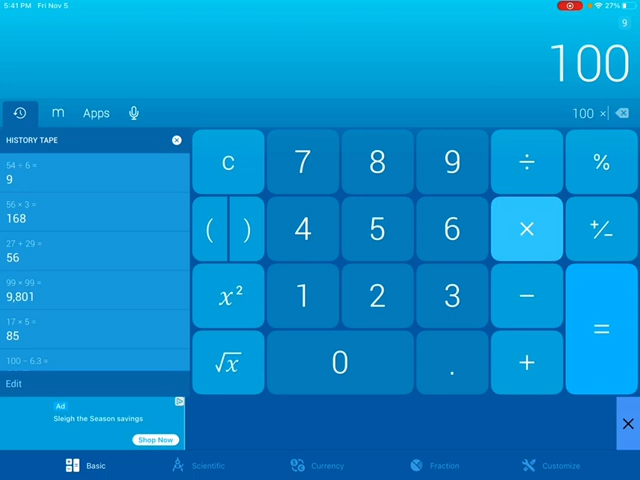 5:41 PM Fri Nov 5
27%
9
100
m Apps
100 ×
HISTORY TAPE
54 ÷ 6 =
9
56 × 3 =
168
27 + 29 =
56
99 × 99 =
9,801
17 × 5 =
85
100 − 6.3 =
Edit
C 7 8 9 ÷ %
( ) 4 5 6 × +/−
x² 1 2 3 − =
√x 0 . +
Ad
Sleigh the Season savings
Shop Now
Basic Scientific Currency Fraction Customize